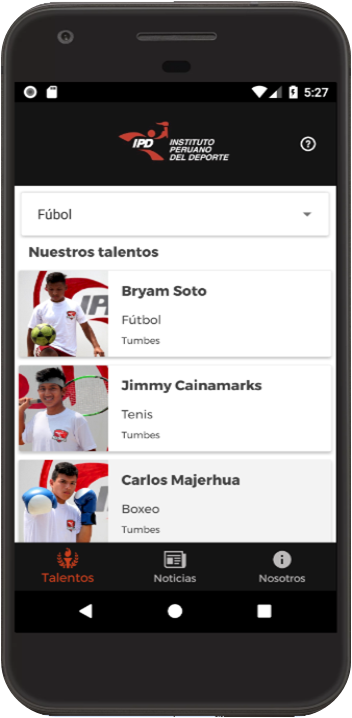 5:27
IPD
INSTITUTO
PERUANO
DEL DEPORTE
Fúbol
Nuestros talentos
Bryam Soto
Fútbol
Tumbes
Jimmy Cainamarks
Tenis
Tumbes
Carlos Majerhua
Boxeo
Tumbes
Talentos
Noticias
Nosotros